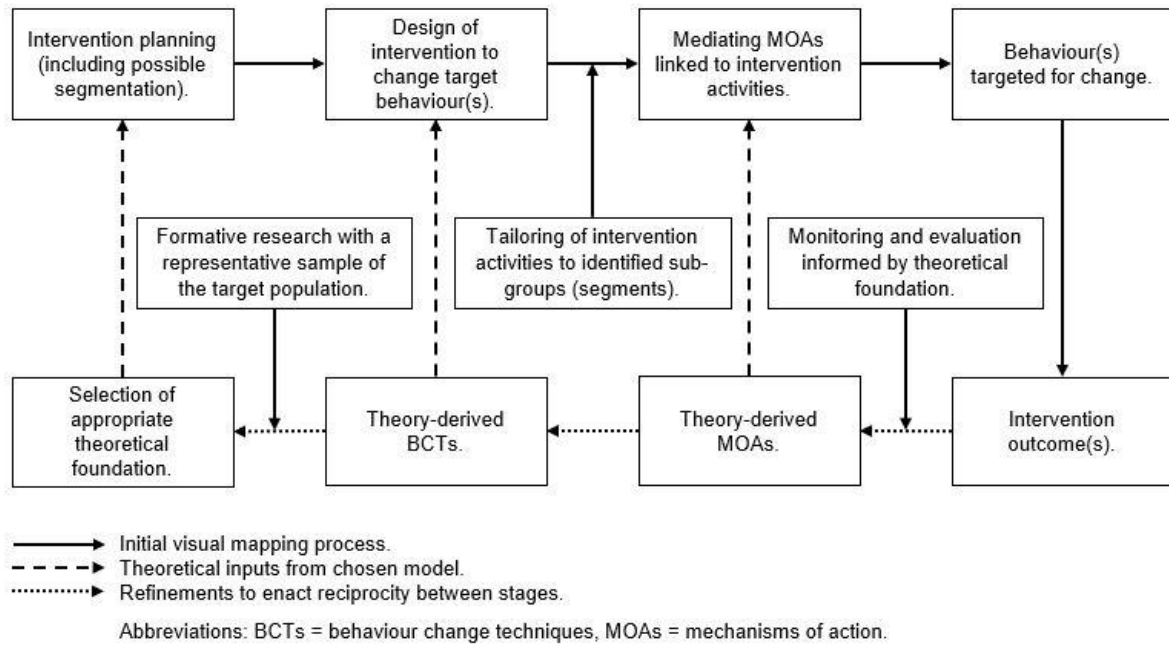 Intervention planning
(including possible
segmentation).
Design of
intervention to
change target
behaviour(s).
Mediating MOAs
linked to intervention
activities.
Behaviour(s)
targeted for change.
Formative research with a
representative sample of
the target population.
Tailoring of intervention
activities to identified sub-
groups (segments).
Monitoring and evaluation
informed by theoretical
foundation.
Selection of
appropriate
theoretical
foundation.
Theory-derived
BCTs.
Theory-derived
MOAs.
Intervention
outcome(s).
Initial visual mapping process.
Theoretical inputs from chosen model.
Refinements to enact reciprocity between stages.
Abbreviations: BCTs = behaviour change techniques, MOAs = mechanisms of action.